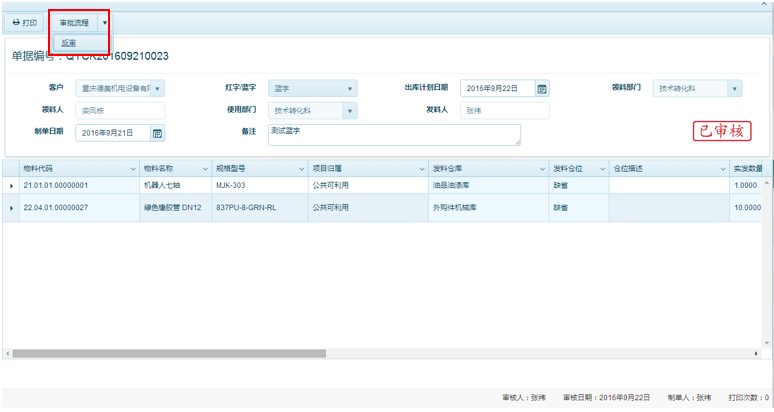 打印 审批流程
反审
单据编号：QTCK201609210023
客户 重庆德美机电设备有限 红字/蓝字 蓝字 出库计划日期 2016年9月22日 领料部门 技术转化科
领料人 栾凤栋 使用部门 技术转化科 发料人 张祎
制单日期 2016年9月21日 备注 测试蓝字
已审核
物料代码 物料名称 规格型号 项目归属 发料仓库 发料仓位 仓位描述 实发数量
21.01.01.00000001 机器人七轴 MJK-303 公共可利用 油品油漆库 缺省 1.0000
22.04.01.00000027 绿色橡胶管 DN12 837PU-8-GRN-RL 公共可利用 外购件机械库 缺省 10.0000
审核人：张祎 审核日期：2016年9月22日 制单人：张祎 打印次数：0